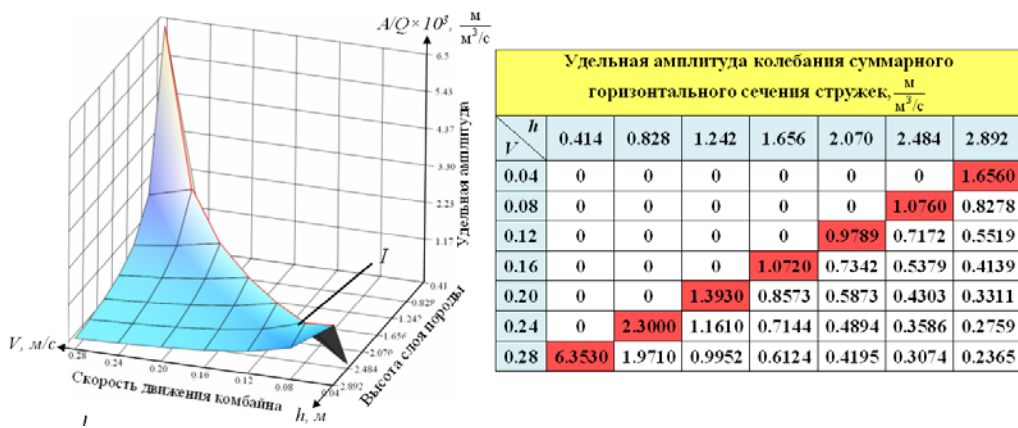 A/Q×10³, м
м³/с
6.5
5.43
4.37
3.30
2.23
1.17
Удельная амплитуда
I
0.41
0.828
1.242
1.656
2.070
2.484
2.892
Высота слоя породы
h, м
V, м/с
0.28
0.24
0.20
0.16
0.12
0.08
0.04
Скорость движения комбайна
Удельная амплитуда колебания суммарного
горизонтального сечения стружек, м
м³/с
V h 0.414 0.828 1.242 1.656 2.070 2.484 2.892
0.04 0 0 0 0 0 0 1.6560
0.08 0 0 0 0 0 1.0760 0.8278
0.12 0 0 0 0 0.9789 0.7172 0.5519
0.16 0 0 0 1.0720 0.7342 0.5379 0.4139
0.20 0 0 1.3930 0.8573 0.5873 0.4303 0.3311
0.24 0 2.3000 1.1610 0.7144 0.4894 0.3586 0.2759
0.28 6.3530 1.9710 0.9952 0.6124 0.4195 0.3074 0.2365